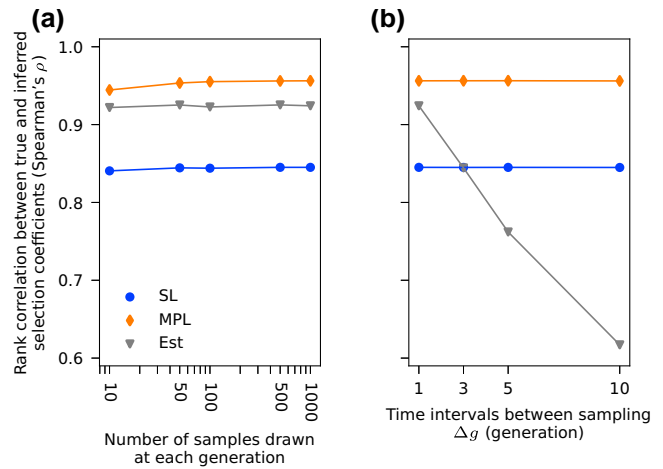 (a)
(b)
Rank correlation between true and inferred
selection coefficients (Spearman's ρ)
1.0
0.9
0.8
0.7
0.6
SL
MPL
Est
10
50
100
500
1000
Number of samples drawn
at each generation
1
3
5
10
Time intervals between sampling
Δg (generation)